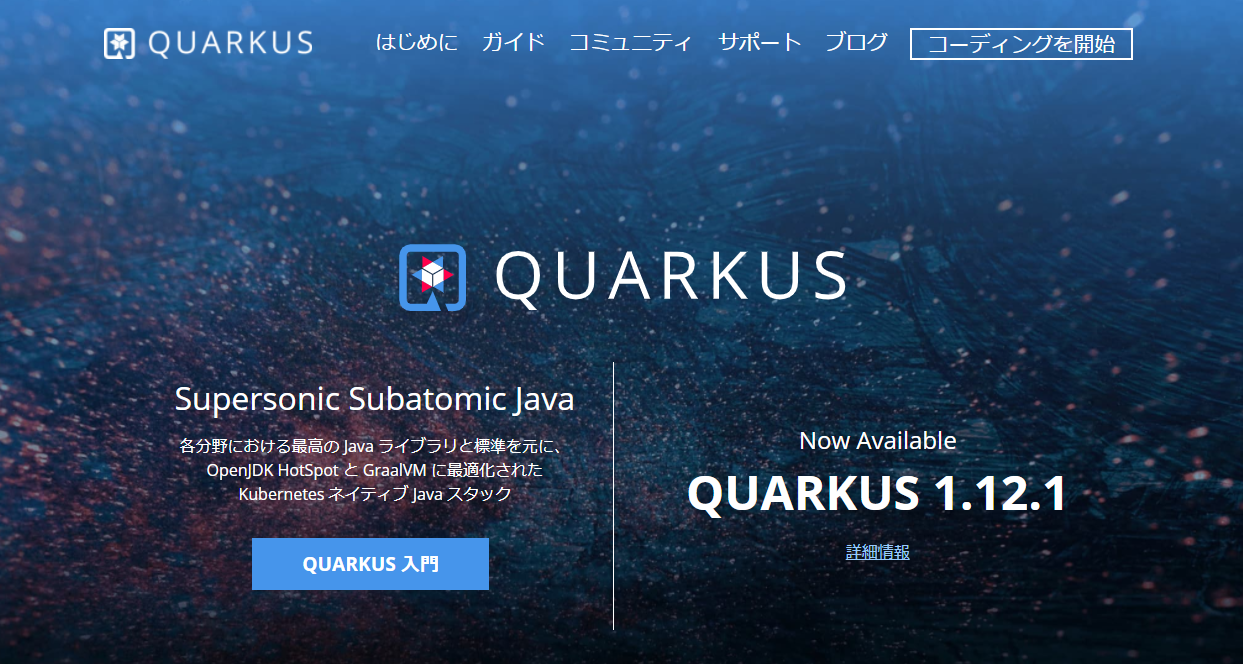 QUARKUS はじめに ガイド コミュニティ サポート ブログ コーディングを開始
QUARKUS
Supersonic Subatomic Java
各分野における最高の Java ライブラリと標準を元に、
OpenJDK HotSpot と GraalVM に最適化された
Kubernetes ネイティブ Java スタック
QUARKUS 入門
Now Available
QUARKUS 1.12.1
詳細情報